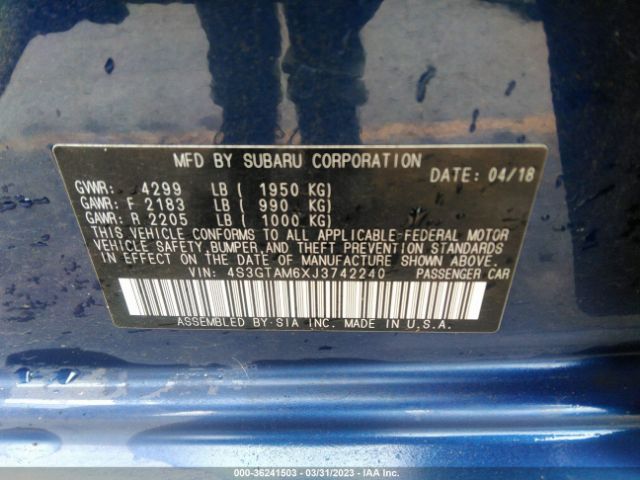 MFD BY SUBARU CORPORATION
DATE: 04/18
GVWR: 4299 LB ( 1950 KG)
GAWR: F 2183 LB ( 990 KG)
GAWR: R 2205 LB ( 1000 KG)
THIS VEHICLE CONFORMS TO ALL APPLICABLE-FEDERAL MOTOR
VEHICLE SAFETY, BUMPER, AND THEFT PREVENTION STANDARDS
IN EFFECT ON THE DATE OF MANUFACTURE SHOWN ABOVE.
VIN: 4S3GTAM6XJ3742240 PASSENGER CAR
ASSEMBLED BY SIA INC. MADE IN U.S.A.
000-36241503 - 03/31/2023 - IAA Inc.